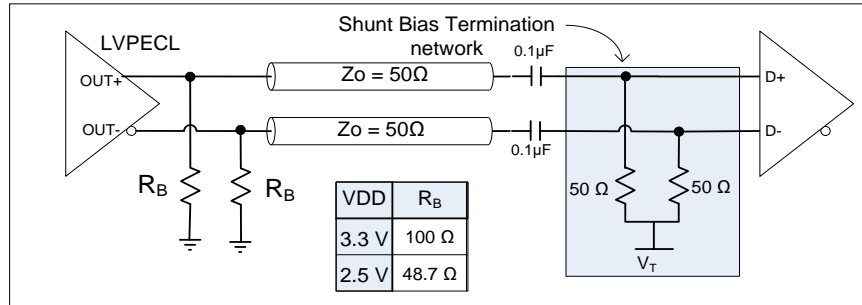 Shunt Bias Termination
network
LVPECL
0.1µF
OUT+
Zo = 50Ω
D+
OUT-
Zo = 50Ω
D-
0.1µF
RB
RB
50 Ω
50 Ω
VDD RB
3.3 V 100 Ω
2.5 V 48.7 Ω
VT